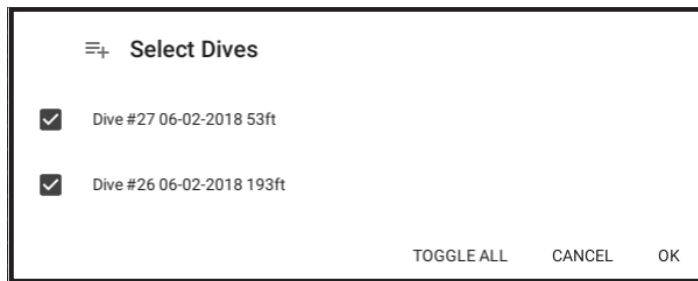 Select Dives
Dive #27 06-02-2018 53ft
Dive #26 06-02-2018 193ft
TOGGLE ALL CANCEL OK